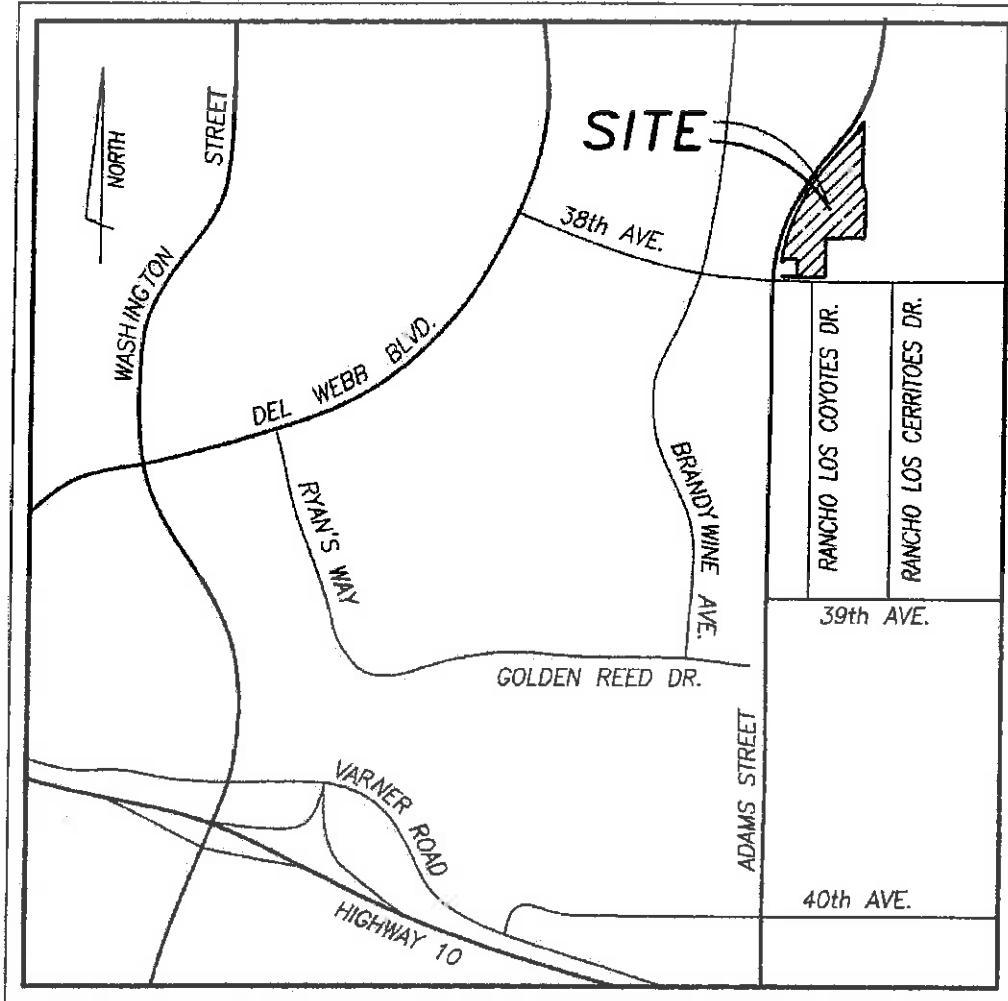 NORTH
STREET
WASHINGTON
SITE
38th AVE.
DEL WEBB BLVD.
RANCHO LOS COYOTES DR.
RANCHO LOS CERRITOES DR.
RYAN'S WAY
BRANDYWINE AVE.
39th AVE.
GOLDEN REED DR.
ADAMS STREET
VARNER ROAD
40th AVE.
HIGHWAY 10